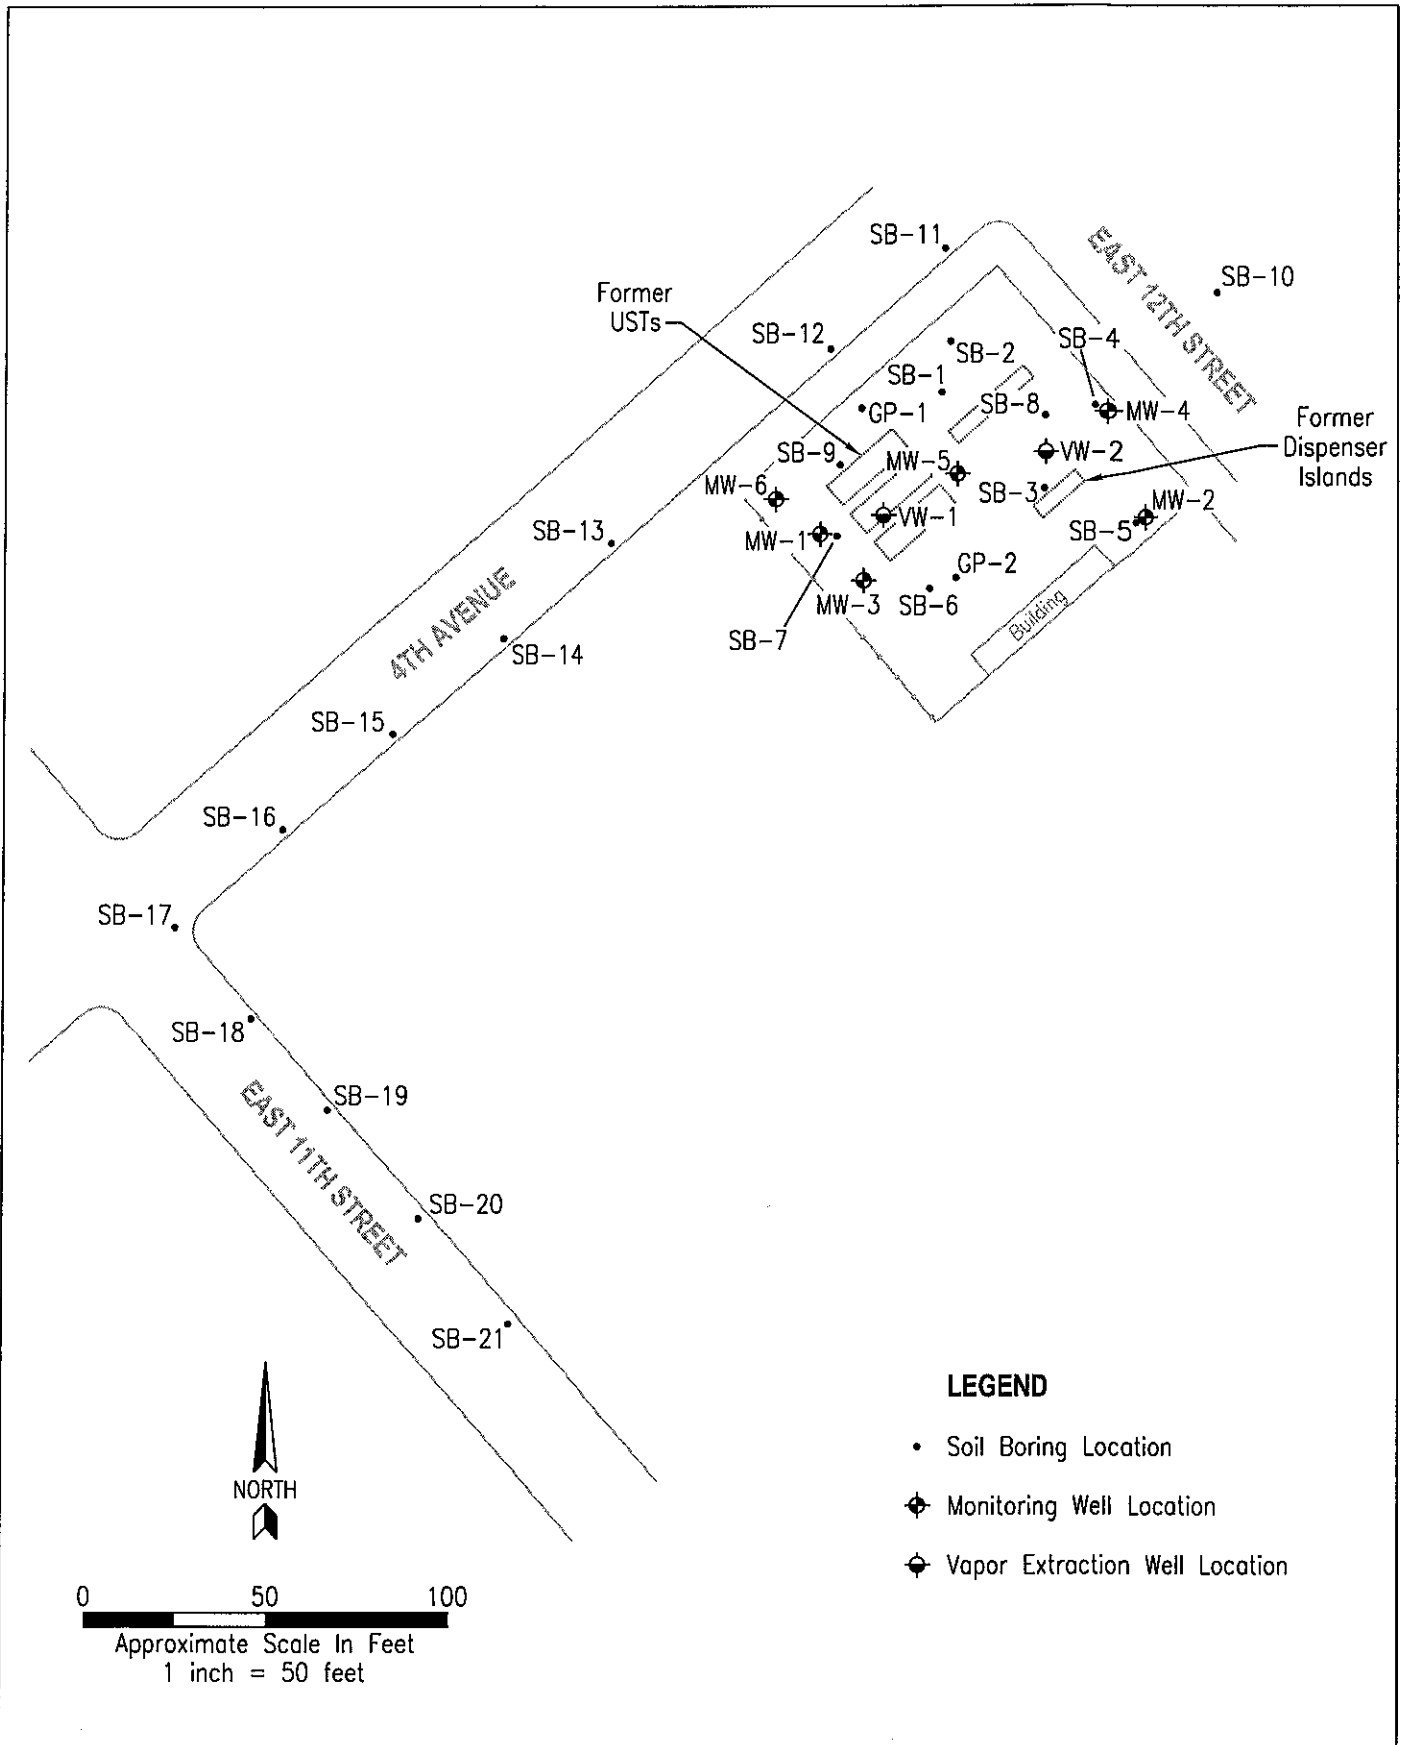 SB-11
EAST 12TH STREET
SB-10
Former
USTs
SB-12
SB-4
SB-2
SB-1
GP-1
SB-8
MW-4
Former
Dispenser
Islands
SB-9
MW-5
VW-2
MW-6
SB-3
MW-2
VW-1
SB-5
SB-13
MW-1
GP-2
MW-3
SB-6
Building
SB-7
4TH AVENUE
SB-14
SB-15
SB-16
SB-17
SB-18
SB-19
EAST 11TH STREET
SB-20
SB-21
NORTH
0 50 100
Approximate Scale In Feet
1 inch = 50 feet
LEGEND
Soil Boring Location
Monitoring Well Location
Vapor Extraction Well Location